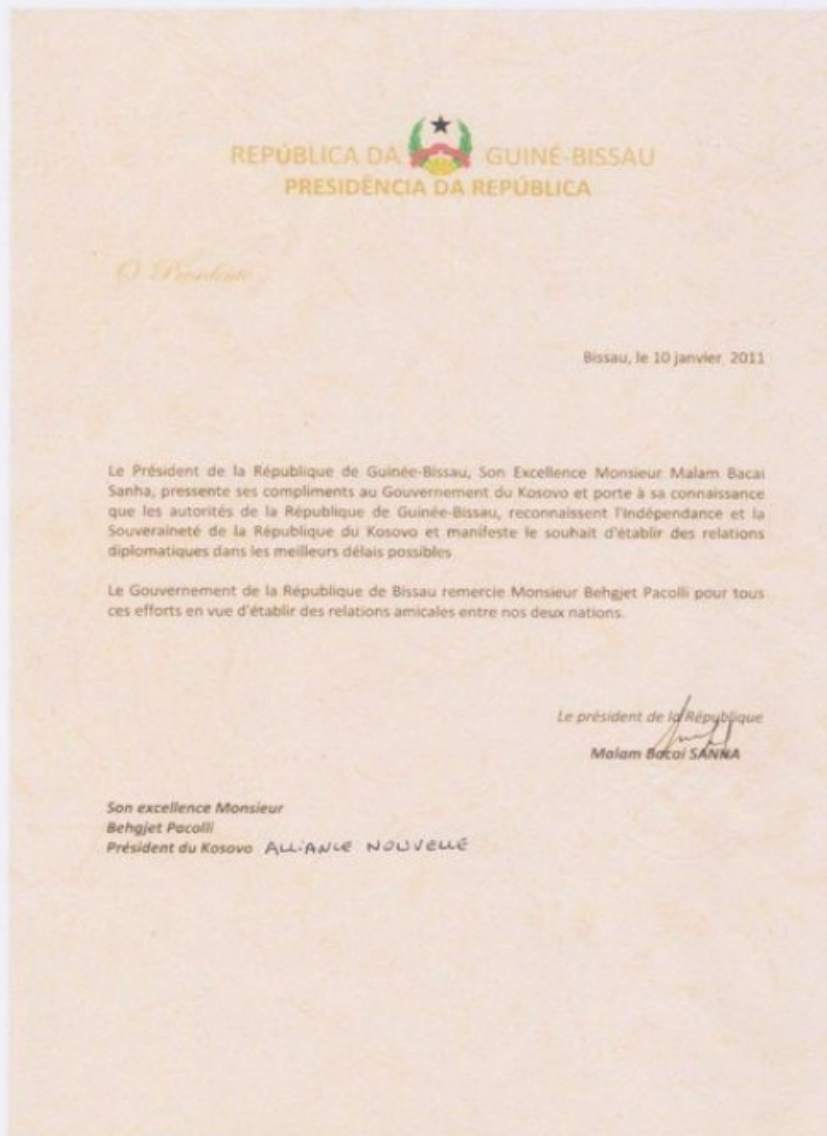 REPÚBLICA DA GUINÉ-BISSAU
PRESIDÊNCIA DA REPÚBLICA
O Presidente
Bissau, le 10 janvier 2011
Le Président de la République de Guinée-Bissau, Son Excellence Monsieur Malam Bacai
Sanha, pressente ses compliments au Gouvernement du Kosovo et porte à sa connaissance
que les autorités de la République de Guinée-Bissau, reconnaissent l'Indépendance et la
Souveraineté de la République du Kosovo et manifeste le souhait d'établir des relations
diplomatiques dans les meilleurs délais possibles
Le Gouvernement de la République de Bissau remercie Monsieur Behgjet Pacolli pour tous
ces efforts en vue d'établir des relations amicales entre nos deux nations.
Le président de la République
Malam Bacai SANNA
Son excellence Monsieur
Behgjet Pacolli
Président du Kosovo ALLiANCE NOUVELLE